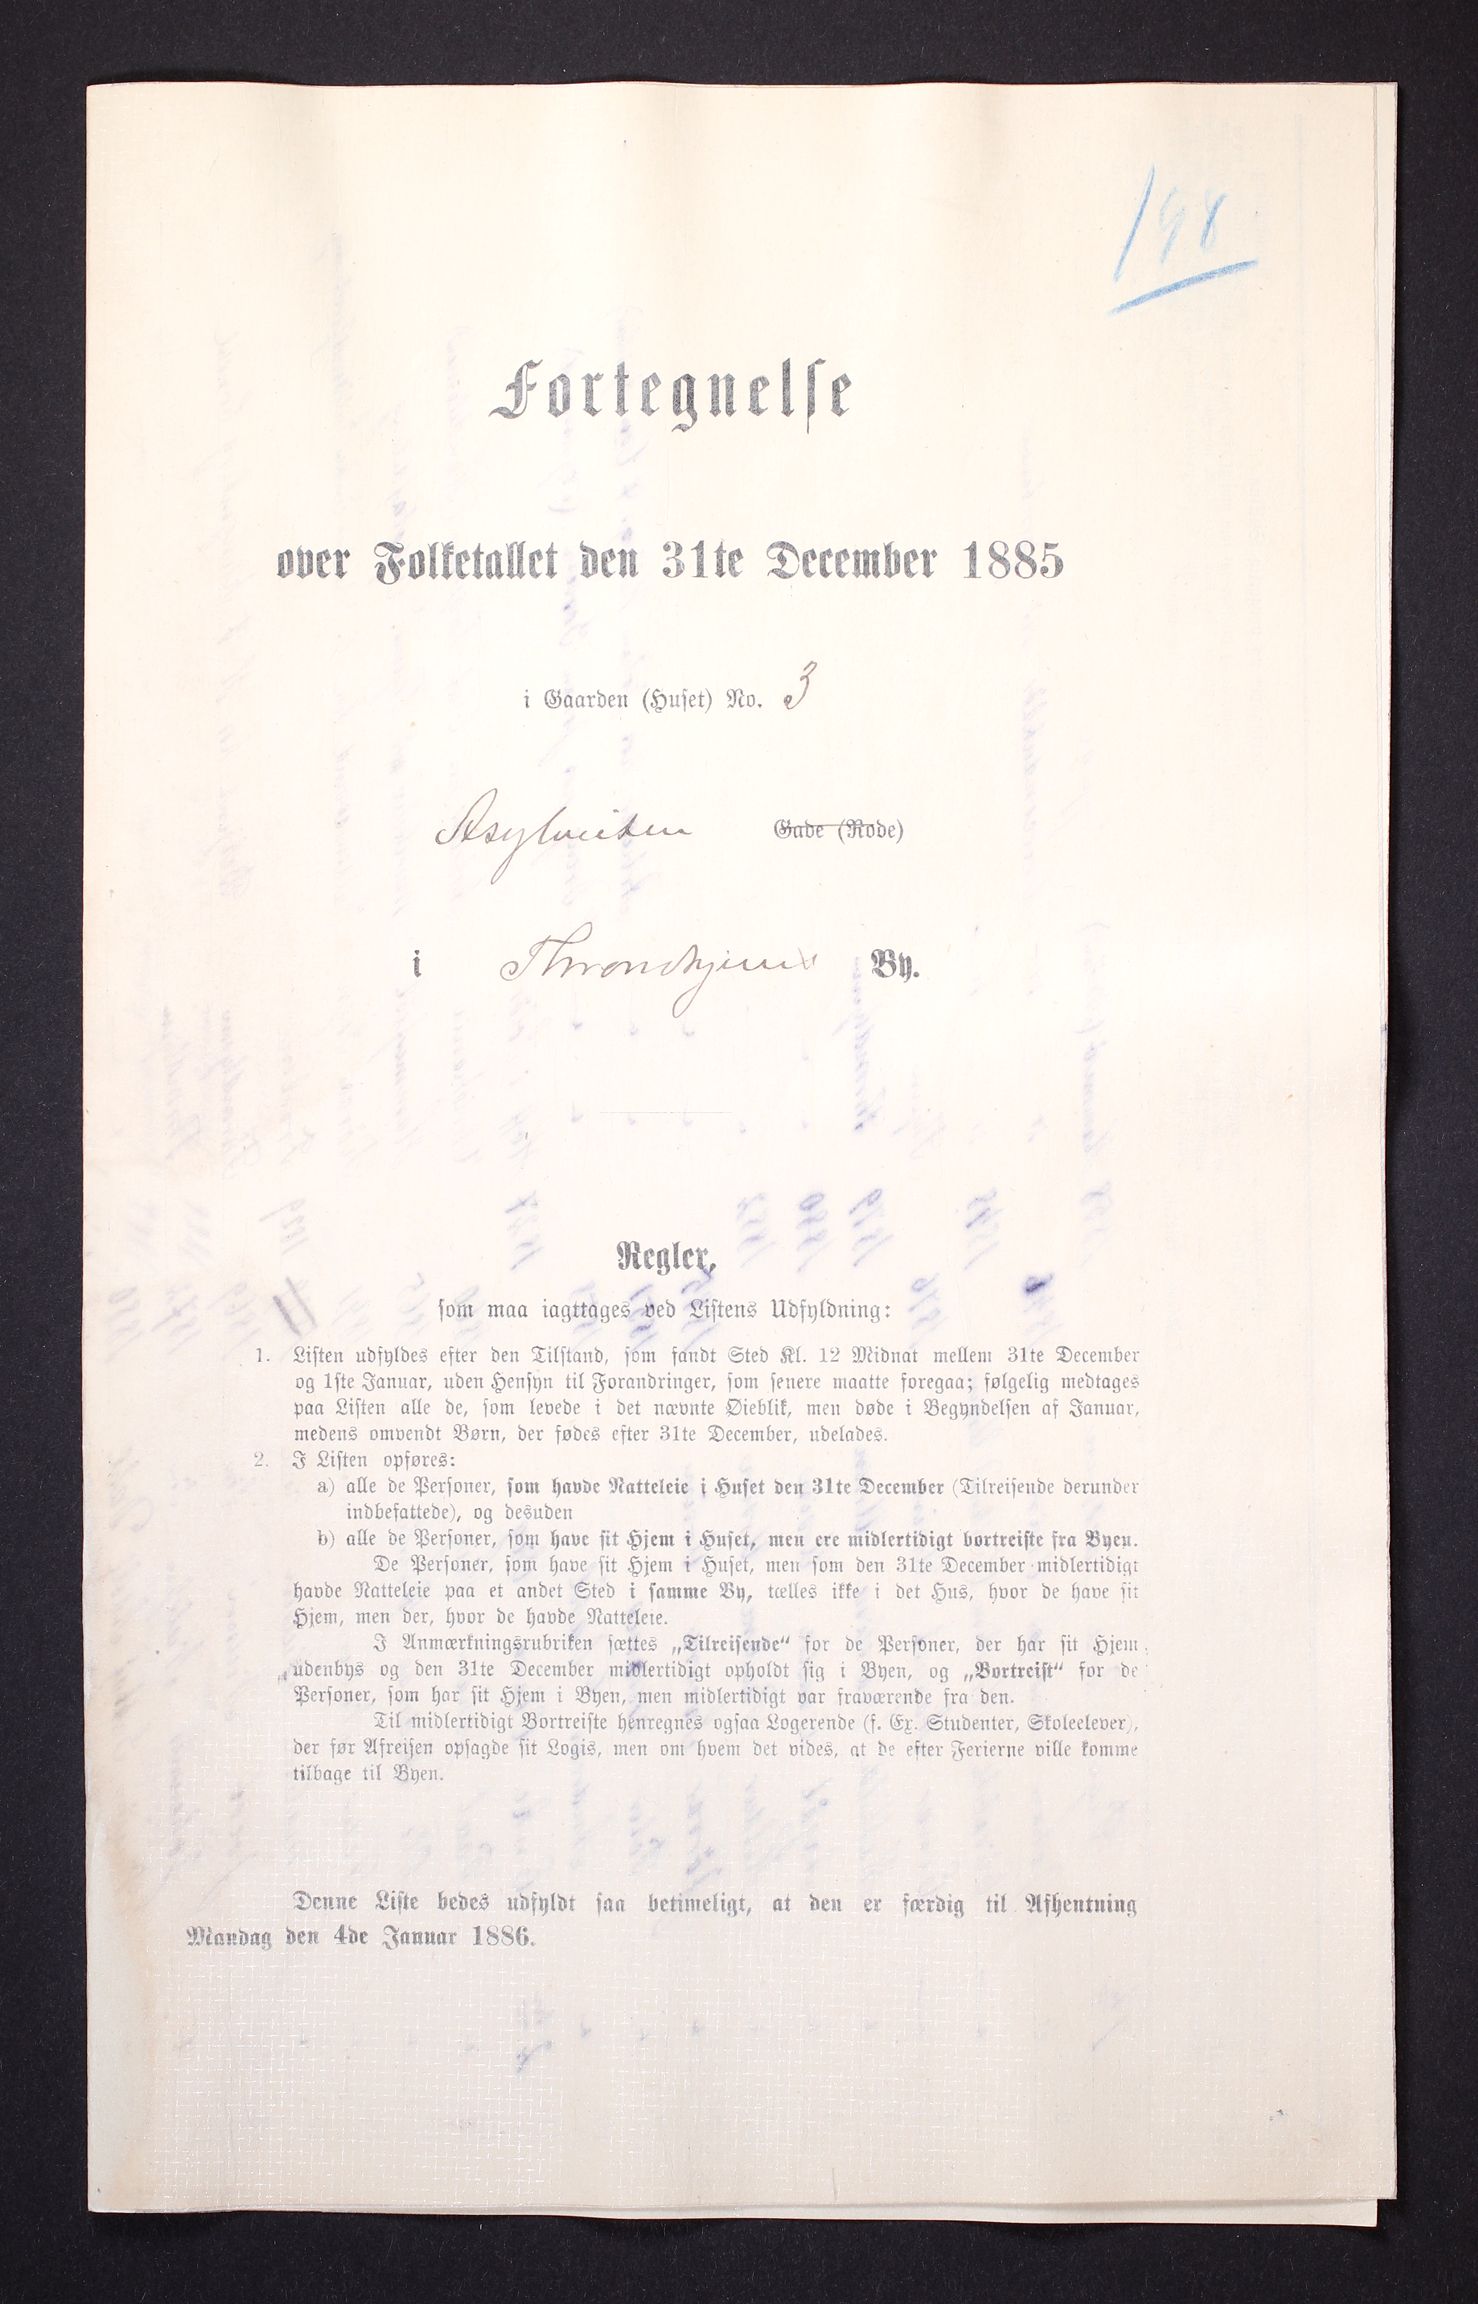 198
Fortegnelse
over Folketallet den 31te December 1885
i Gaarden (Huset) No. 3
Asylveiten Gade (Rode)
i Throndhjems By.
Regler,
som maa iagttages ved Listens Udfyldning:
1. Listen udfyldes efter den Tilstand, som fandt Sted Kl. 12 Midnat mellem 31te December
og 1ste Januar, uden Hensyn til Forandringer, som senere maatte foregaa; følgelig medtages
paa Listen alle de, som levede i det nævnte Øieblik, men døde i Begyndelsen af Januar,
medens omvendt Børn, der fødes efter 31te December, udelades.
2. I Listen opføres:
a) alle de Personer, som havde Natteleie i Huset den 31te December (Tilreisende derunder
indbefattede), og desuden
b) alle de Personer, som have sit Hjem i Huset, men ere midlertidigt bortreiste fra Byen.
De Personer, som have sit Hjem i Huset, men som den 31te December midlertidigt
havde Natteleie paa et andet Sted i samme By, tælles ikke i det Hus, hvor de have sit
Hjem, men der, hvor de havde Natteleie.
I Anmærkningsrubriken sættes „Tilreisende“ for de Personer, der har sit Hjem
udenbys og den 31te December midlertidigt opholdt sig i Byen, og „Bortreist“ for de
Personer, som har sit Hjem i Byen, men midlertidigt var fraværende fra den.
Til midlertidigt Bortreiste henregnes ogsaa Logerende (f. Ex. Studenter, Skoleelever),
der før Afreisen opsagde sit Logis, men om hvem det vides, at de efter Ferierne ville komme
tilbage til Byen.
Denne Liste bedes udfyldt saa betimeligt, at den er færdig til Afhentning
Mandag den 4de Januar 1886.